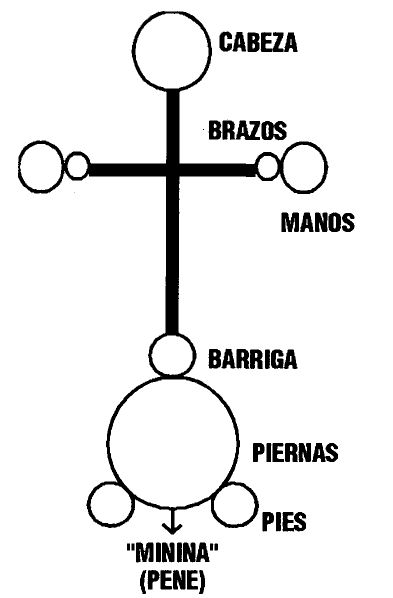 CABEZA
BRAZOS
MANOS
BARRIGA
PIERNAS
PIES
"MININA"
(PENE)